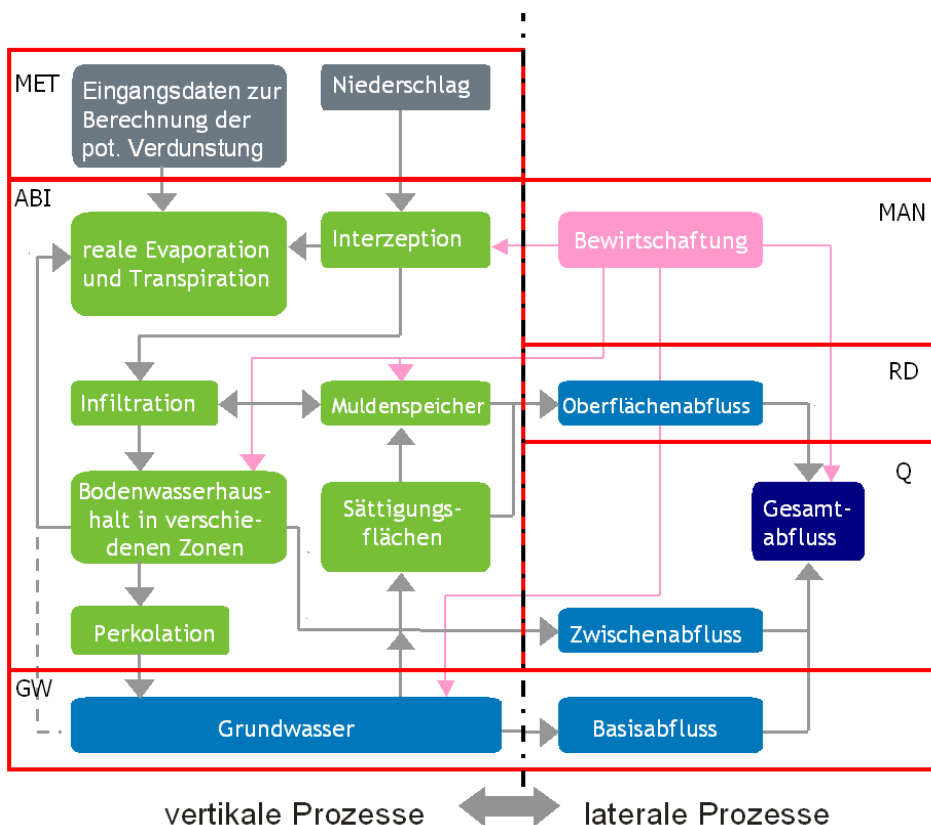 MET
Eingangsdaten zur
Berechnung der
pot. Verdunstung
Niederschlag
ABI
reale Evaporation
und Transpiration
Interzeption
Bewirtschaftung
MAN
Infiltration
Muldenspeicher
Oberflächenabfluss
RD
Bodenwasserhaus-
halt in verschie-
denen Zonen
Sättigungs-
flächen
Q
Gesamt-
abfluss
Perkolation
Zwischenabfluss
GW
Grundwasser
Basisabfluss
vertikale Prozesse
laterale Prozesse